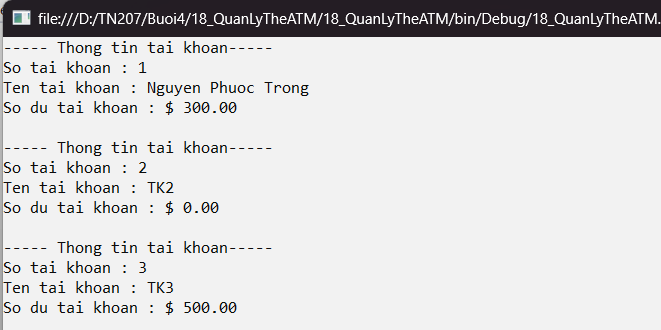 file:///D:/TN207/Buoi4/18_QuanLyTheATM/18_QuanLyTheATM/bin/Debug/18_QuanLyTheATM.
----- Thong tin tai khoan-----
So tai khoan : 1
Ten tai khoan : Nguyen Phuoc Trong
So du tai khoan : $ 300.00
----- Thong tin tai khoan-----
So tai khoan : 2
Ten tai khoan : TK2
So du tai khoan : $ 0.00
----- Thong tin tai khoan-----
So tai khoan : 3
Ten tai khoan : TK3
So du tai khoan : $ 500.00